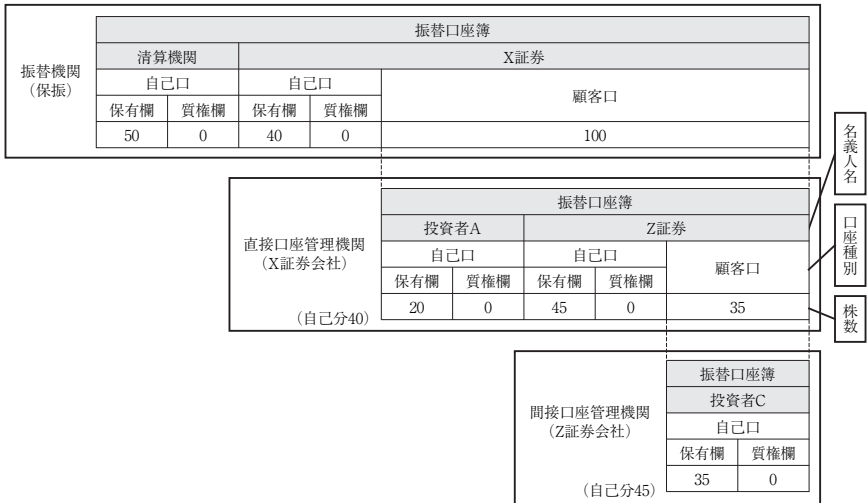 振替口座簿
清算機関 X証券
振替機関
(保振)
自己口 自己口 顧客口
保有欄 質権欄 保有欄 質権欄
50 0 40 0 100
名義人名
振替口座簿
投資者A Z証券
直接口座管理機関
(X証券会社)
自己口 自己口 顧客口
口座種別
保有欄 質権欄 保有欄 質権欄
(自己分40)
20 0 45 0 35
株数
振替口座簿
投資者C
間接口座管理機関
(Z証券会社)
自己口
保有欄 質権欄
35 0
(自己分45)